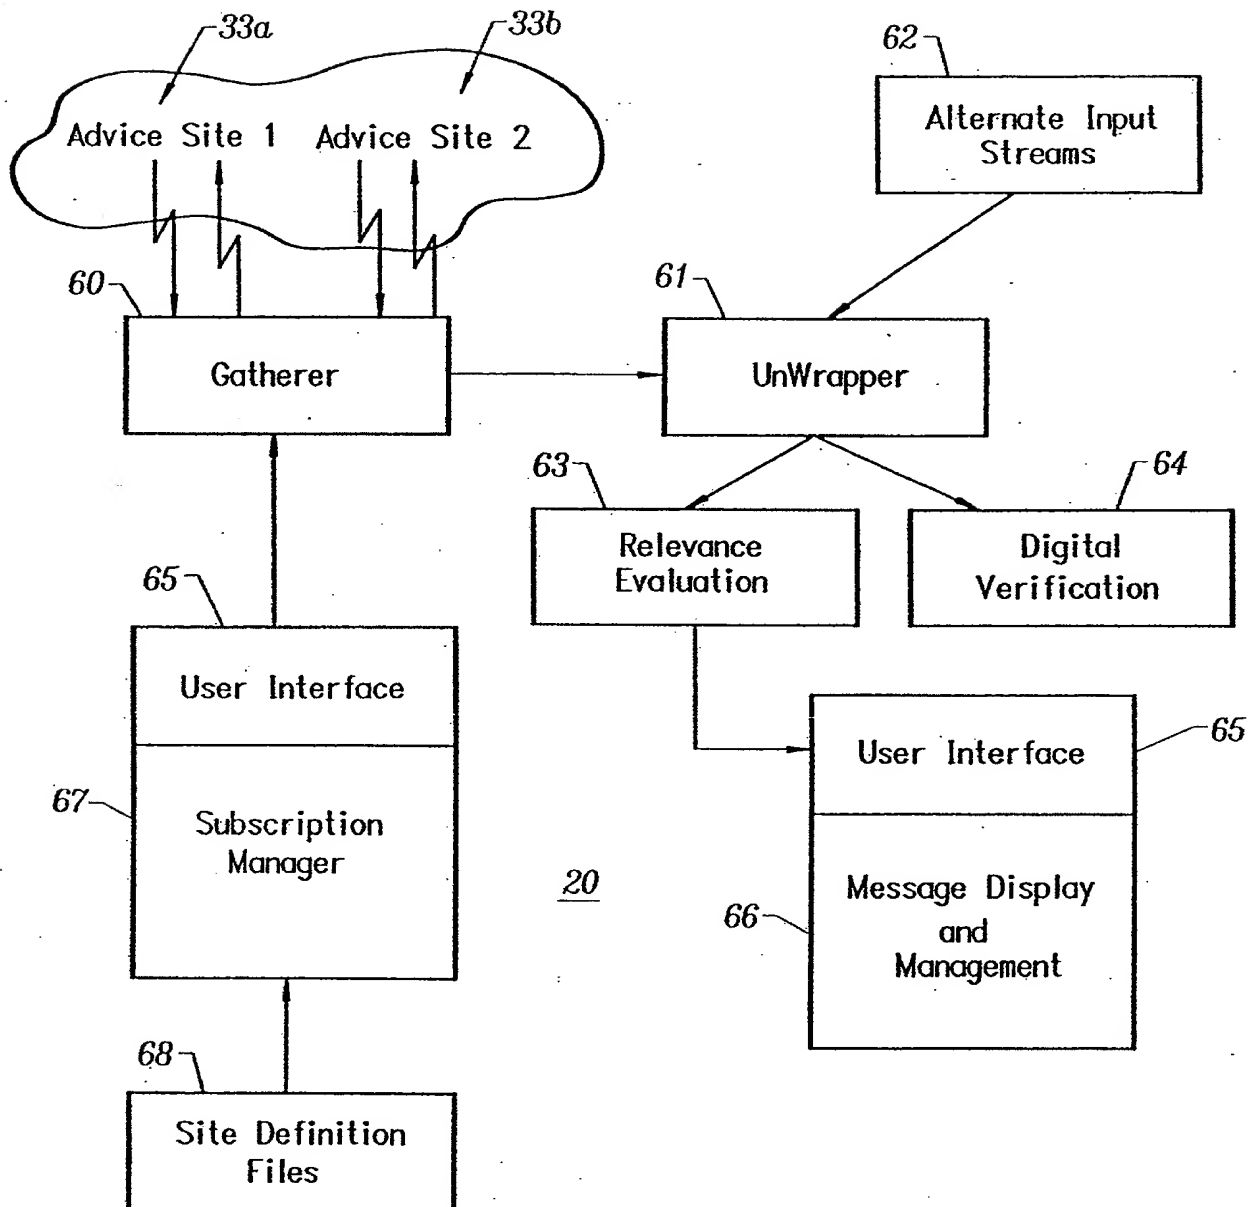 33a
33b
62
Advice Site 1
Advice Site 2
Alternate Input
Streams
60
61
Gatherer
UnWrapper
63
64
Relevance
Evaluation
Digital
Verification
65
User Interface
65
User Interface
67
Subscription
Manager
20
66
Message Display
and
Management
68
Site Definition
Files